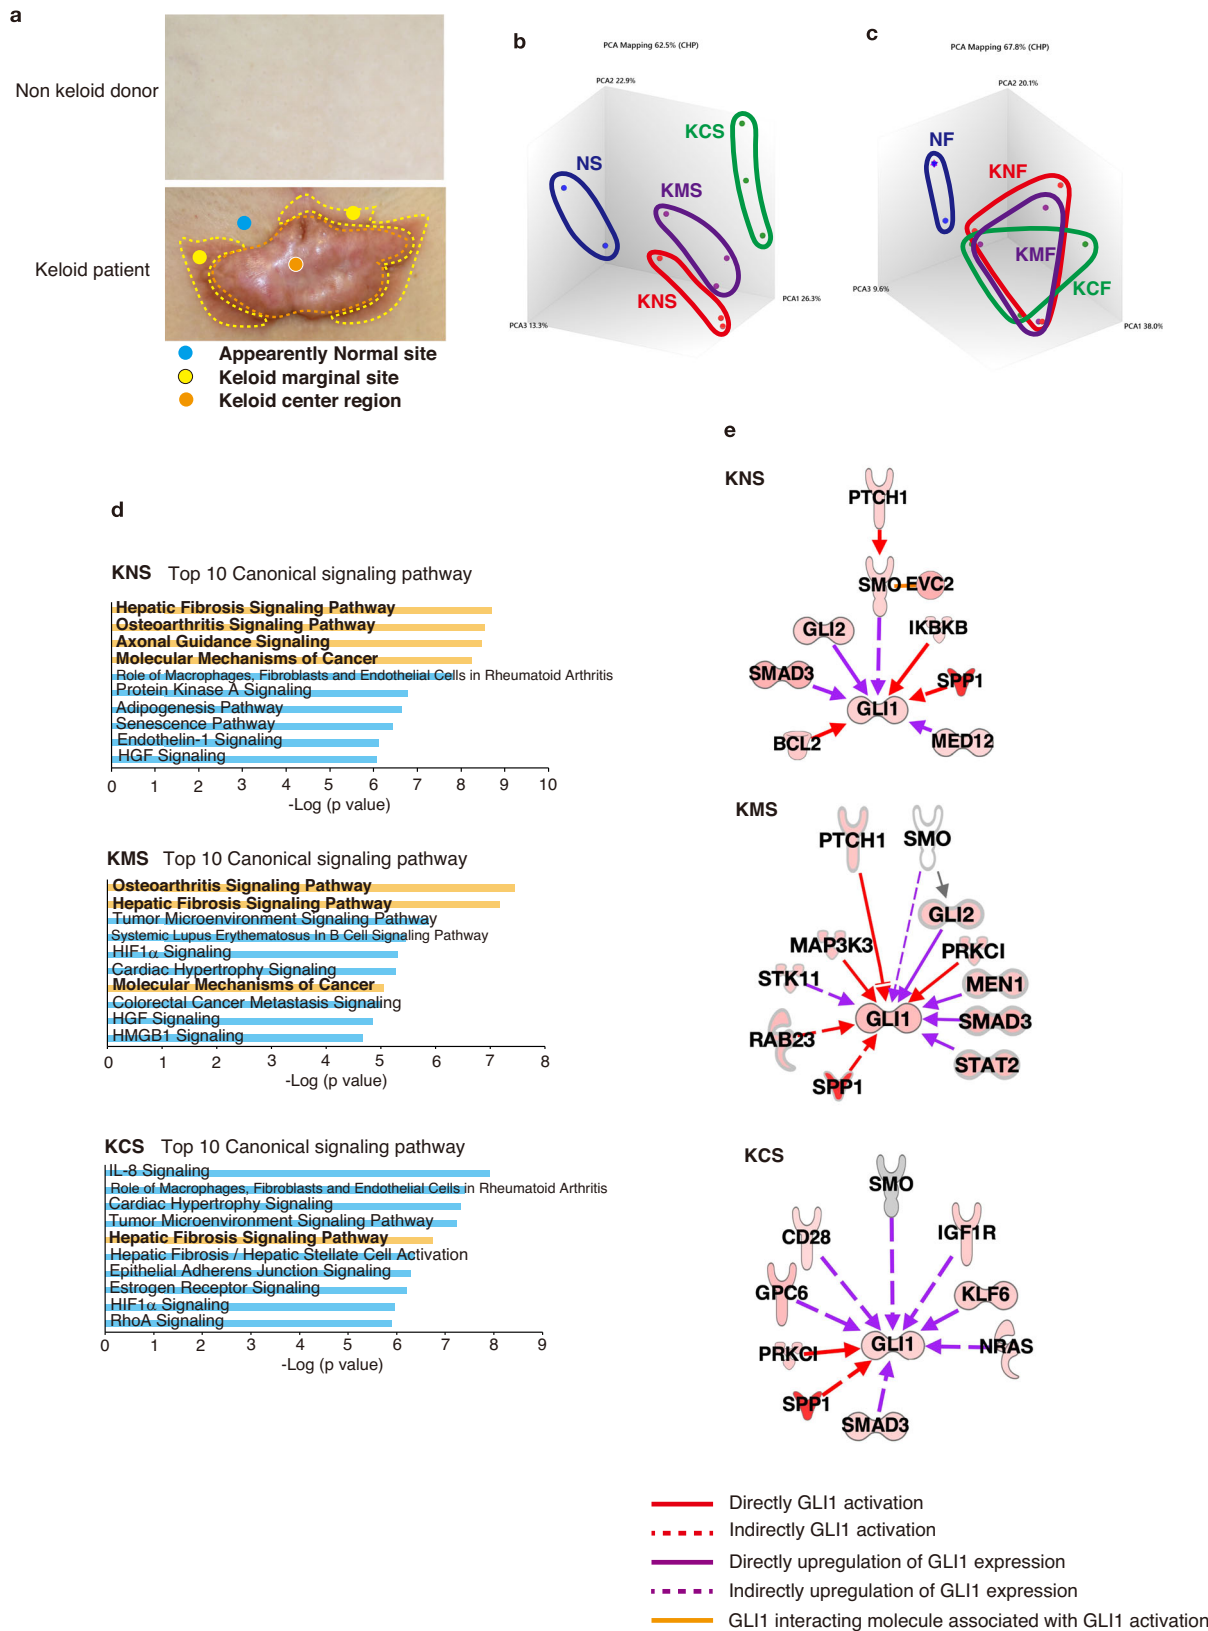 a
Non keloid donor
Keloid patient
Appearently Normal site
Keloid marginal site
Keloid center region
b
PCA Mapping 62.5% (CHP)
PCA2 22.9%
KCS
NS
KMS
KNS
PCA1 26.3%
PCA3 13.3%
c
PCA Mapping 67.8% (CHP)
PCA2 20.1%
NF
KNF
KMF
KCF
PCA3 9.6%
PCA1 38.0%
d
KNS Top 10 Canonical signaling pathway
Hepatic Fibrosis Signaling Pathway
Osteoarthritis Signaling Pathway
Axonal Guidance Signaling
Molecular Mechanisms of Cancer
Role of Macrophages, Fibroblasts and Endothelial Cells in Rheumatoid Arthritis
Protein Kinase A Signaling
Adipogenesis Pathway
Senescence Pathway
Endothelin-1 Signaling
HGF Signaling
0 1 2 3 4 5 6 7 8 9 10
-Log (p value)
KMS Top 10 Canonical signaling pathway
Osteoarthritis Signaling Pathway
Hepatic Fibrosis Signaling Pathway
Tumor Microenvironment Signaling Pathway
Systemic Lupus Erythematosus In B Cell Signaling Pathway
HIF1α Signaling
Cardiac Hypertrophy Signaling
Molecular Mechanisms of Cancer
Colorectal Cancer Metastasis Signaling
HGF Signaling
HMGB1 Signaling
0 1 2 3 4 5 6 7 8
-Log (p value)
KCS Top 10 Canonical signaling pathway
IL-8 Signaling
Role of Macrophages, Fibroblasts and Endothelial Cells in Rheumatoid Arthritis
Cardiac Hypertrophy Signaling
Tumor Microenvironment Signaling Pathway
Hepatic Fibrosis Signaling Pathway
Hepatic Fibrosis / Hepatic Stellate Cell Activation
Epithelial Adherens Junction Signaling
Estrogen Receptor Signaling
HIF1α Signaling
RhoA Signaling
0 1 2 3 4 5 6 7 8 9
-Log (p value)
e
KNS
PTCH1
SMO EVC2
GLI2 IKBKB
SMAD3 SPP1
GLI1
BCL2 MED12
KMS
PTCH1 SMO
GLI2
MAP3K3 PRKCI
STK11 MEN1
GLI1 SMAD3
RAB23
STAT2
SPP1
KCS
SMO
CD28 IGF1R
GPC6 KLF6
GLI1 NRAS
PRKCI
SPP1
SMAD3
Directly GLI1 activation
Indirectly GLI1 activation
Directly upregulation of GLI1 expression
Indirectly upregulation of GLI1 expression
GLI1 interacting molecule associated with GLI1 activation